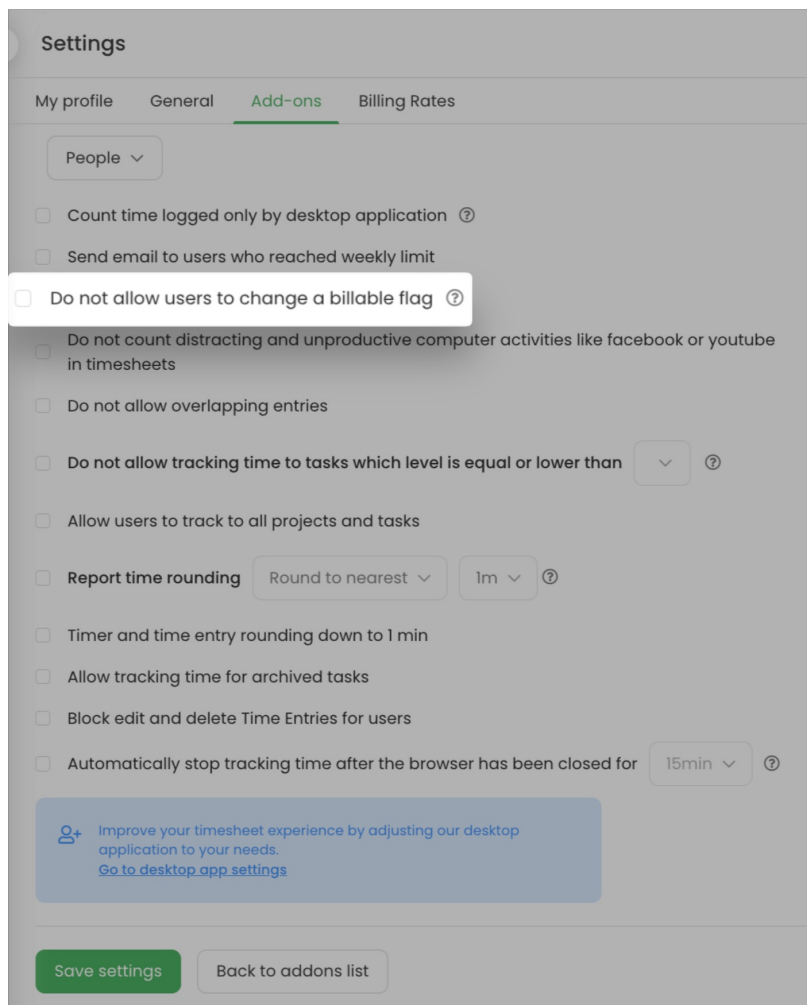 Settings
My profile General Add-ons Billing Rates
People
Count time logged only by desktop application ?
Send email to users who reached weekly limit
Do not allow users to change a billable flag ?
Do not count distracting and unproductive computer activities like facebook or youtube
in timesheets
Do not allow overlapping entries
Do not allow tracking time to tasks which level is equal or lower than ?
Allow users to track to all projects and tasks
Report time rounding Round to nearest 1m ?
Timer and time entry rounding down to 1 min
Allow tracking time for archived tasks
Block edit and delete Time Entries for users
Automatically stop tracking time after the browser has been closed for 15min ?
Improve your timesheet experience by adjusting our desktop
application to your needs.
Go to desktop app settings
Save settings Back to addons list